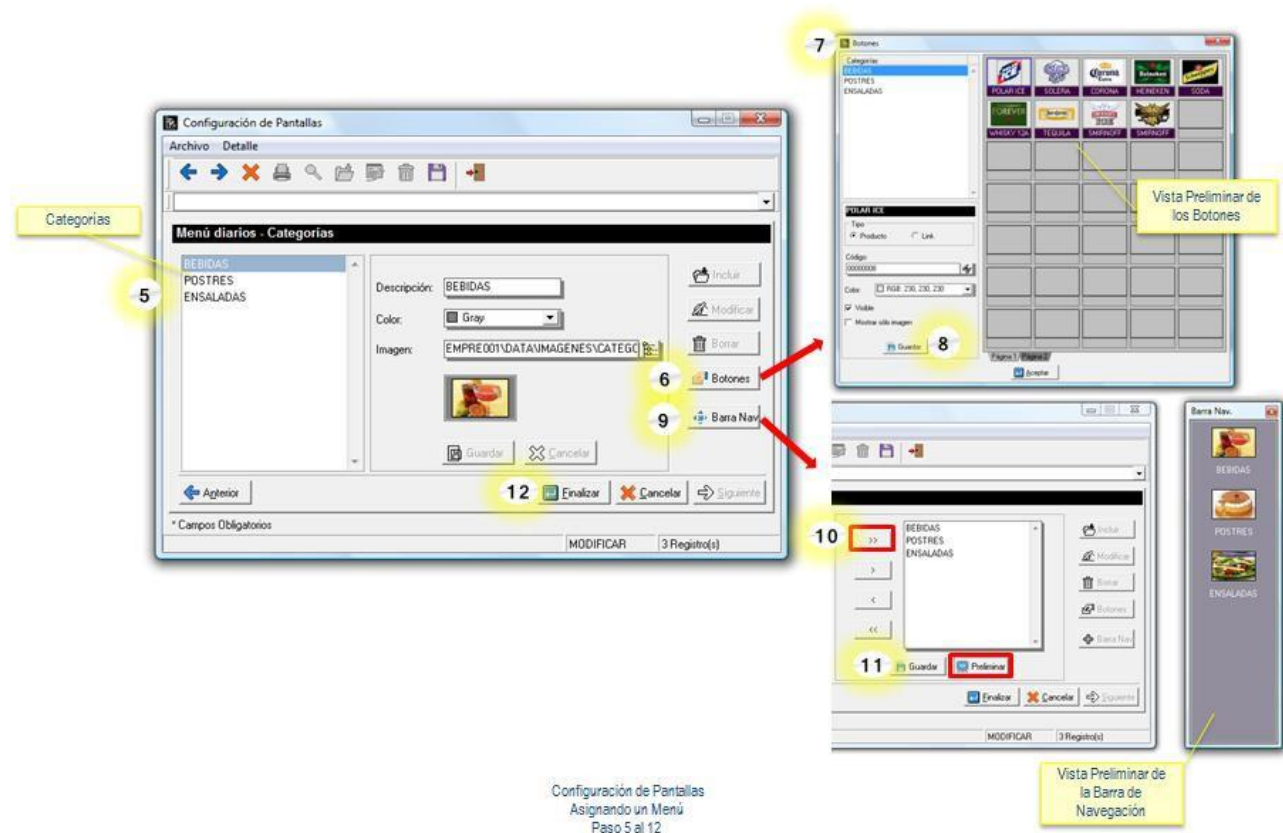 Categorías
5
Configuración de Pantallas
Archivo Detalle
Menú diarios - Categorías
BEBIDAS
POSTRES
ENSALADAS
Descripción: BEBIDAS
Color: Gray
Imagen: EMPRE001\DATA\IMAGENES\CATEGO
Incluir
Modificar
Borrar
6 Botones
9 Barra Nav
Guardar Cancelar
Anterior
12 Finalizar Cancelar Siguiente
* Campos Obligatorios
MODIFICAR 3 Registro(s)
7 Botones
Categorías
BEBIDAS
POSTRES
ENSALADAS
POLAR ICE SOLERA CORONA HEINEKEN SODA
WHISKY 12A TEQUILA SMIRNOFF SMIRNOFF
POLAR ICE
Tipo
Producto Link
Código
00000008
Color: RGB: 230, 230, 230
Visible
Mostrar sólo imagen
Guardar 8
Página 1 Página 2
Aceptar
Vista Preliminar de
los Botones
10 >>
>
<
<<
BEBIDAS
POSTRES
ENSALADAS
Incluir
Modificar
Borrar
Botones
Barra Nav
11 Guardar Preliminar
Finalizar Cancelar Siguiente
MODIFICAR 3 Registro(s)
Barra Nav.
BEBIDAS
POSTRES
ENSALADAS
Vista Preliminar de
la Barra de
Navegación
Configuración de Pantallas
Asignando un Menú
Paso 5 al 12